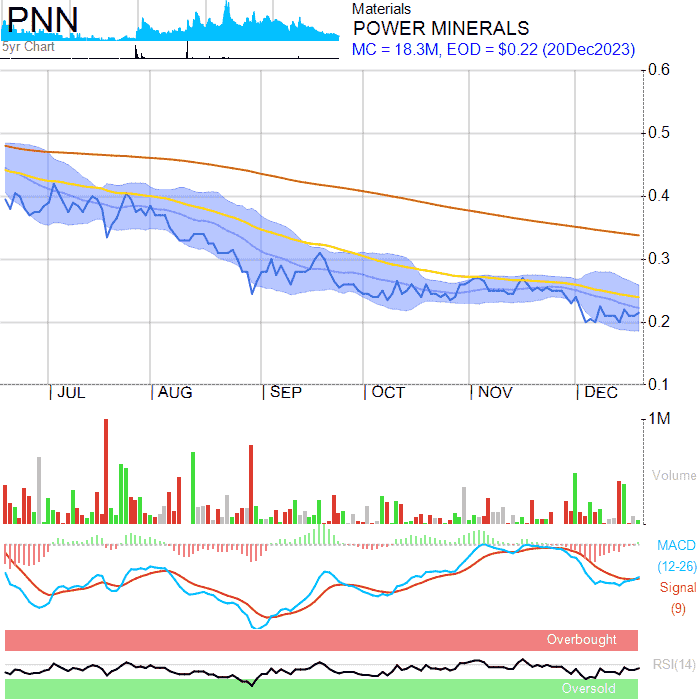 PNN
5yr Chart
Materials
POWER MINERALS
MC = 18.3M, EOD = $0.22 (20Dec2023)
0.6
0.5
0.4
0.3
0.2
0.1
JUL
AUG
SEP
OCT
NOV
DEC
1M
Volume
MACD
(12-26)
Signal
(9)
Overbought
RSI(14)
Oversold